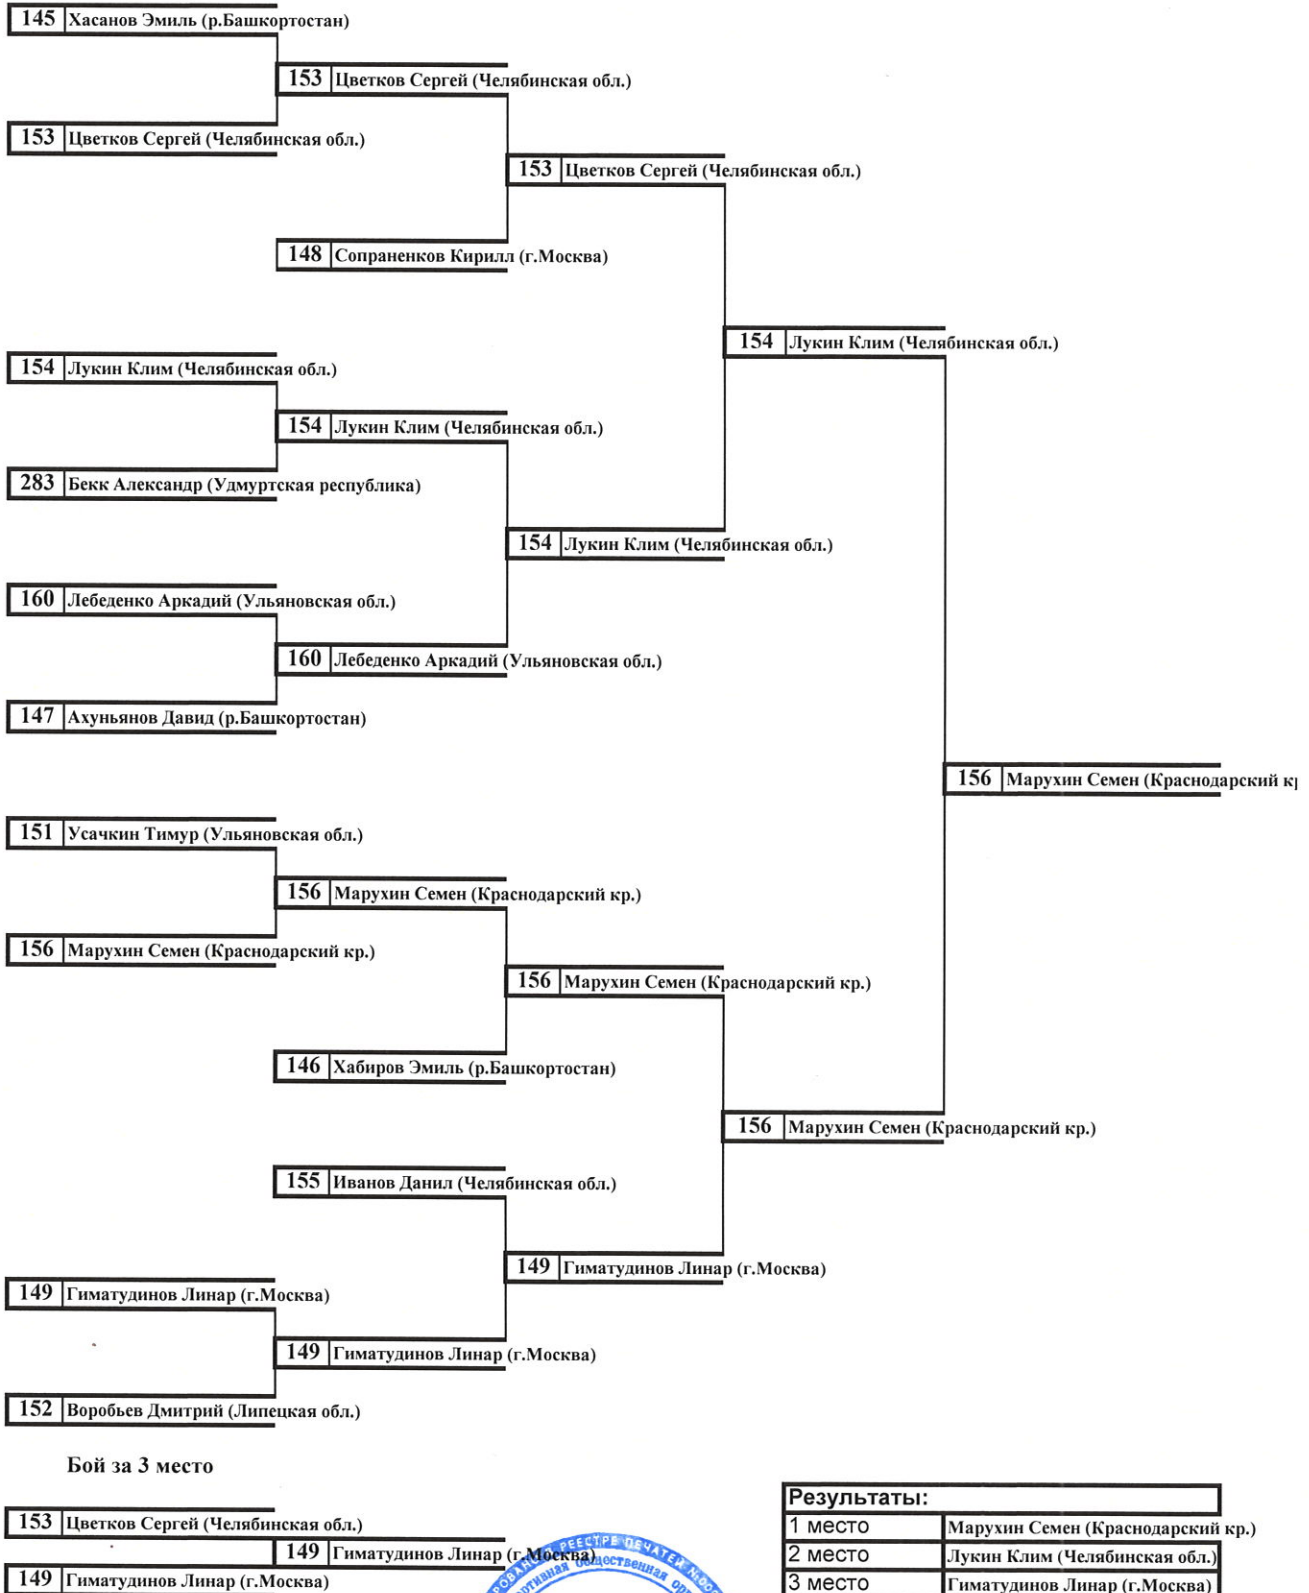 145 Хасанов Эмиль (р.Башкортостан)
153 Цветков Сергей (Челябинская обл.)
153 Цветков Сергей (Челябинская обл.)
153 Цветков Сергей (Челябинская обл.)
148 Сопраненков Кирилл (г.Москва)
154 Лукин Клим (Челябинская обл.)
154 Лукин Клим (Челябинская обл.)
154 Лукин Клим (Челябинская обл.)
283 Бекк Александр (Удмуртская республика)
154 Лукин Клим (Челябинская обл.)
160 Лебеденко Аркадий (Ульяновская обл.)
160 Лебеденко Аркадий (Ульяновская обл.)
147 Ахуньянов Давид (р.Башкортостан)
156 Марухин Семен (Краснодарский
151 Усачкин Тимур (Ульяновская обл.)
156 Марухин Семен (Краснодарский кр.)
156 Марухин Семен (Краснодарский кр.)
156 Марухин Семен (Краснодарский кр.)
146 Хабиров Эмиль (р.Башкортостан)
156 Марухин Семен (Краснодарский кр.)
155 Иванов Данил (Челябинская обл.)
149 Гиматудинов Линар (г.Москва)
149 Гиматудинов Линар (г.Москва)
149 Гиматудинов Линар (г.Москва)
152 Воробьев Дмитрий (Липецкая обл.)
Бой за 3 место
153 Цветков Сергей (Челябинская обл.)
149 Гиматудинов Линар (г.Москва)
149 Гиматудинов Линар (г.Москва)
Результаты:
1 место Марухин Семен (Краснодарский кр.)
2 место Лукин Клим (Челябинская обл.)
3 место Гиматудинов Линар (г.Москва)
РЕЕСТРЕ ПЕЧАТЕЙ
общественная